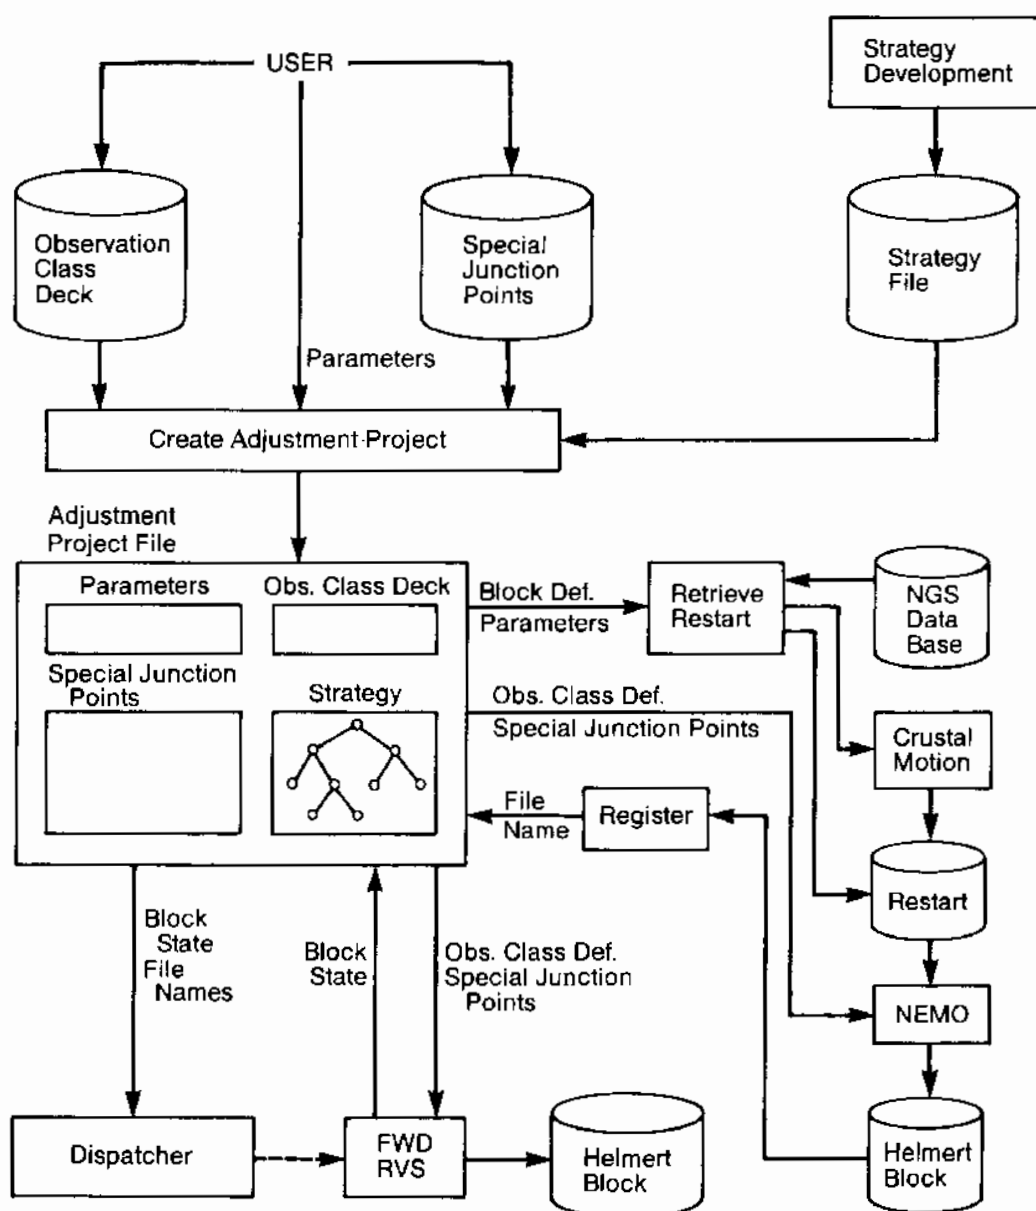 USER
Strategy
Development
Observation
Class
Deck
Special
Junction
Points
Strategy
File
Parameters
Create Adjustment Project
Adjustment
Project File
Parameters
Obs. Class Deck
Special Junction
Points
Strategy
Block Def.
Parameters
Retrieve
Restart
NGS
Data
Base
Obs. Class Def.
Special Junction Points
Crustal
Motion
File
Name
Register
Restart
Block
State
File
Names
Block
State
Obs. Class Def.
Special Junction
Points
NEMO
Dispatcher
FWD
RVS
Helmert
Block
Helmert
Block